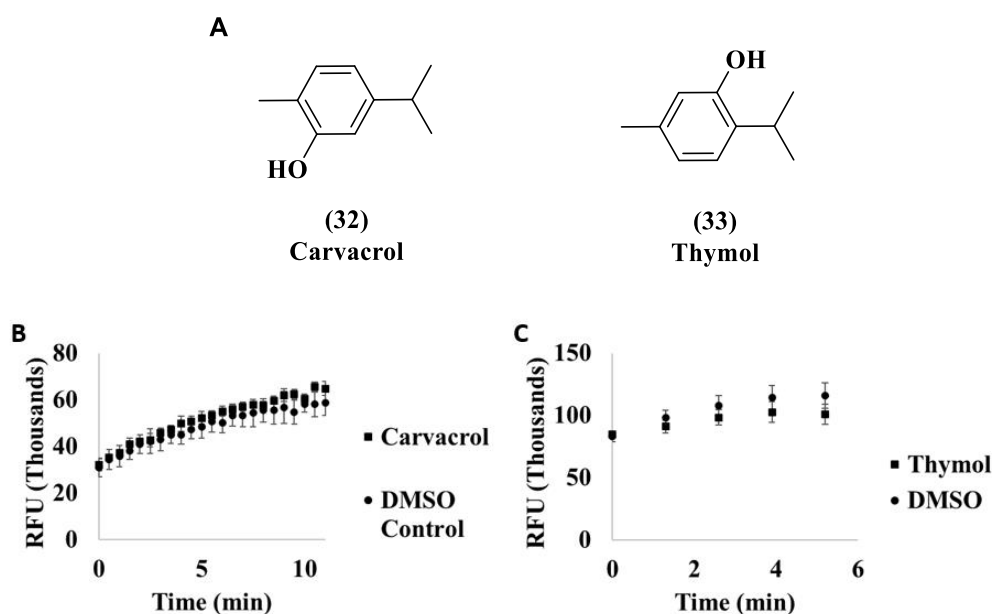 A
OH
HO
(32)
Carvacrol
(33)
Thymol
B
80
60
40
20
0
RFU (Thousands)
0 5 10
Time (min)
Carvacrol
DMSO
Control
C
150
100
50
0
RFU (Thousands)
0 2 4 6
Time (min)
Thymol
DMSO